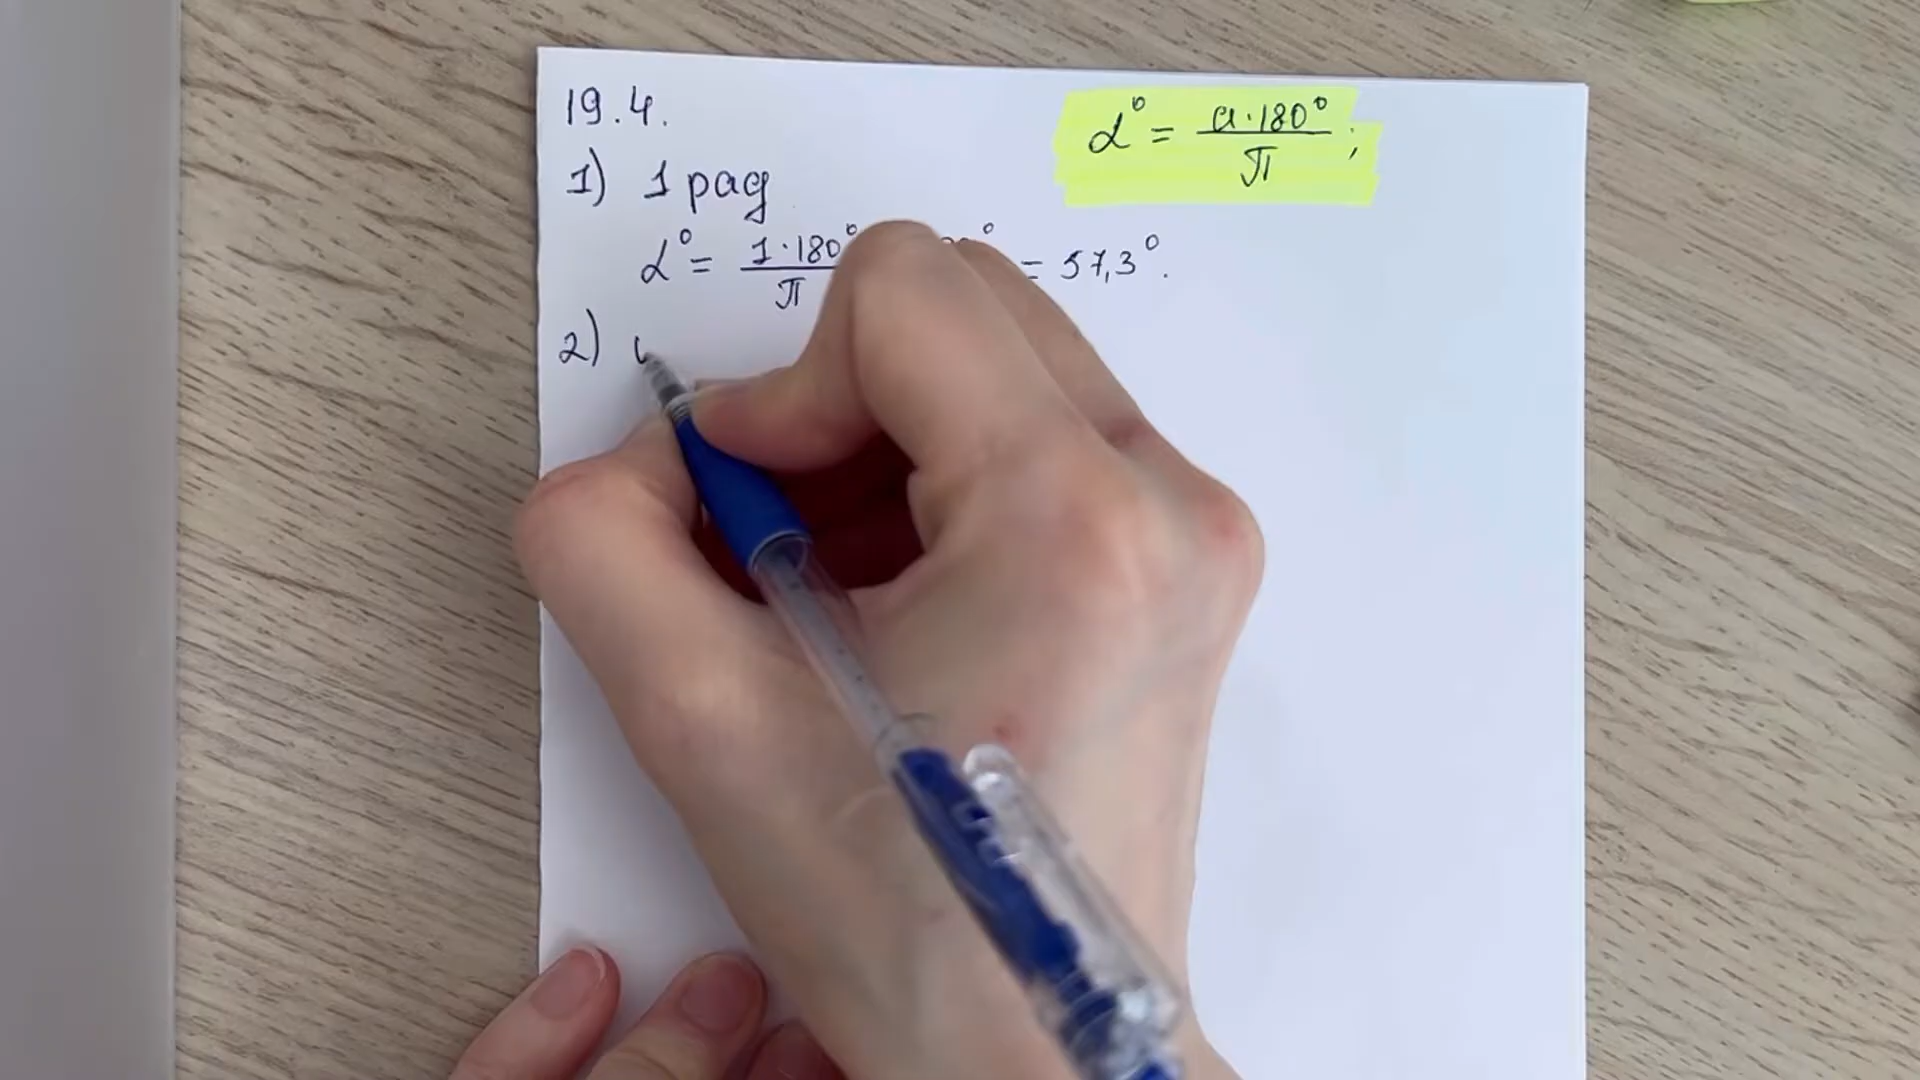 19.4.
α° = a·180° / π ;
1) 1 рад
α° = 1·180° / π = 57,3°.
2)